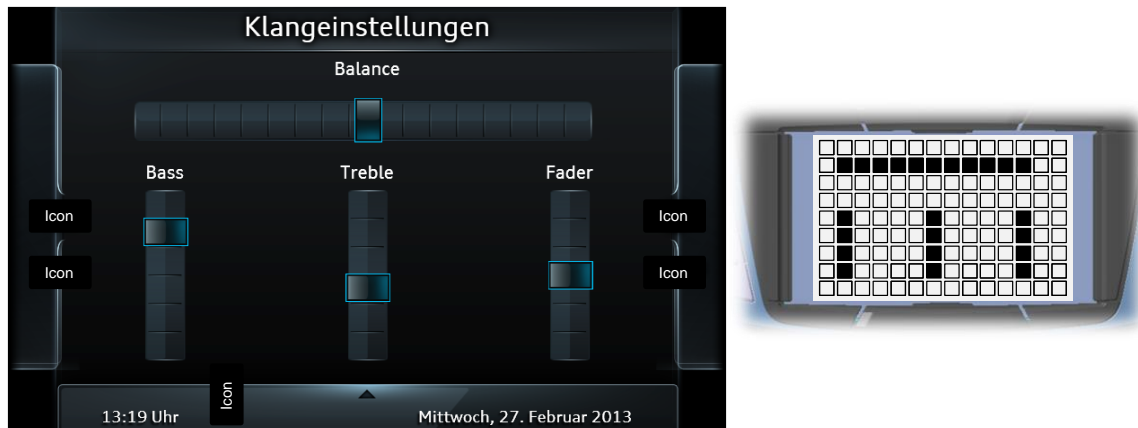 Klangeinstellungen
Balance
Bass Treble Fader
Icon Icon
Icon Icon
Icon
13:19 Uhr Mittwoch, 27. Februar 2013